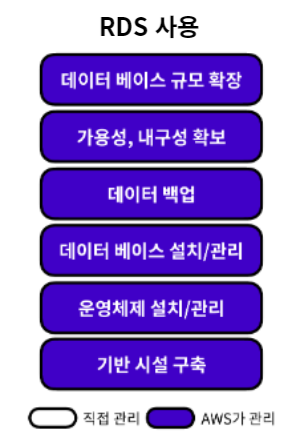 RDS 사용
데이터 베이스 규모 확장
가용성, 내구성 확보
데이터 백업
데이터 베이스 설치/관리
운영체제 설치/관리
기반 시설 구축
직접 관리 AWS가 관리